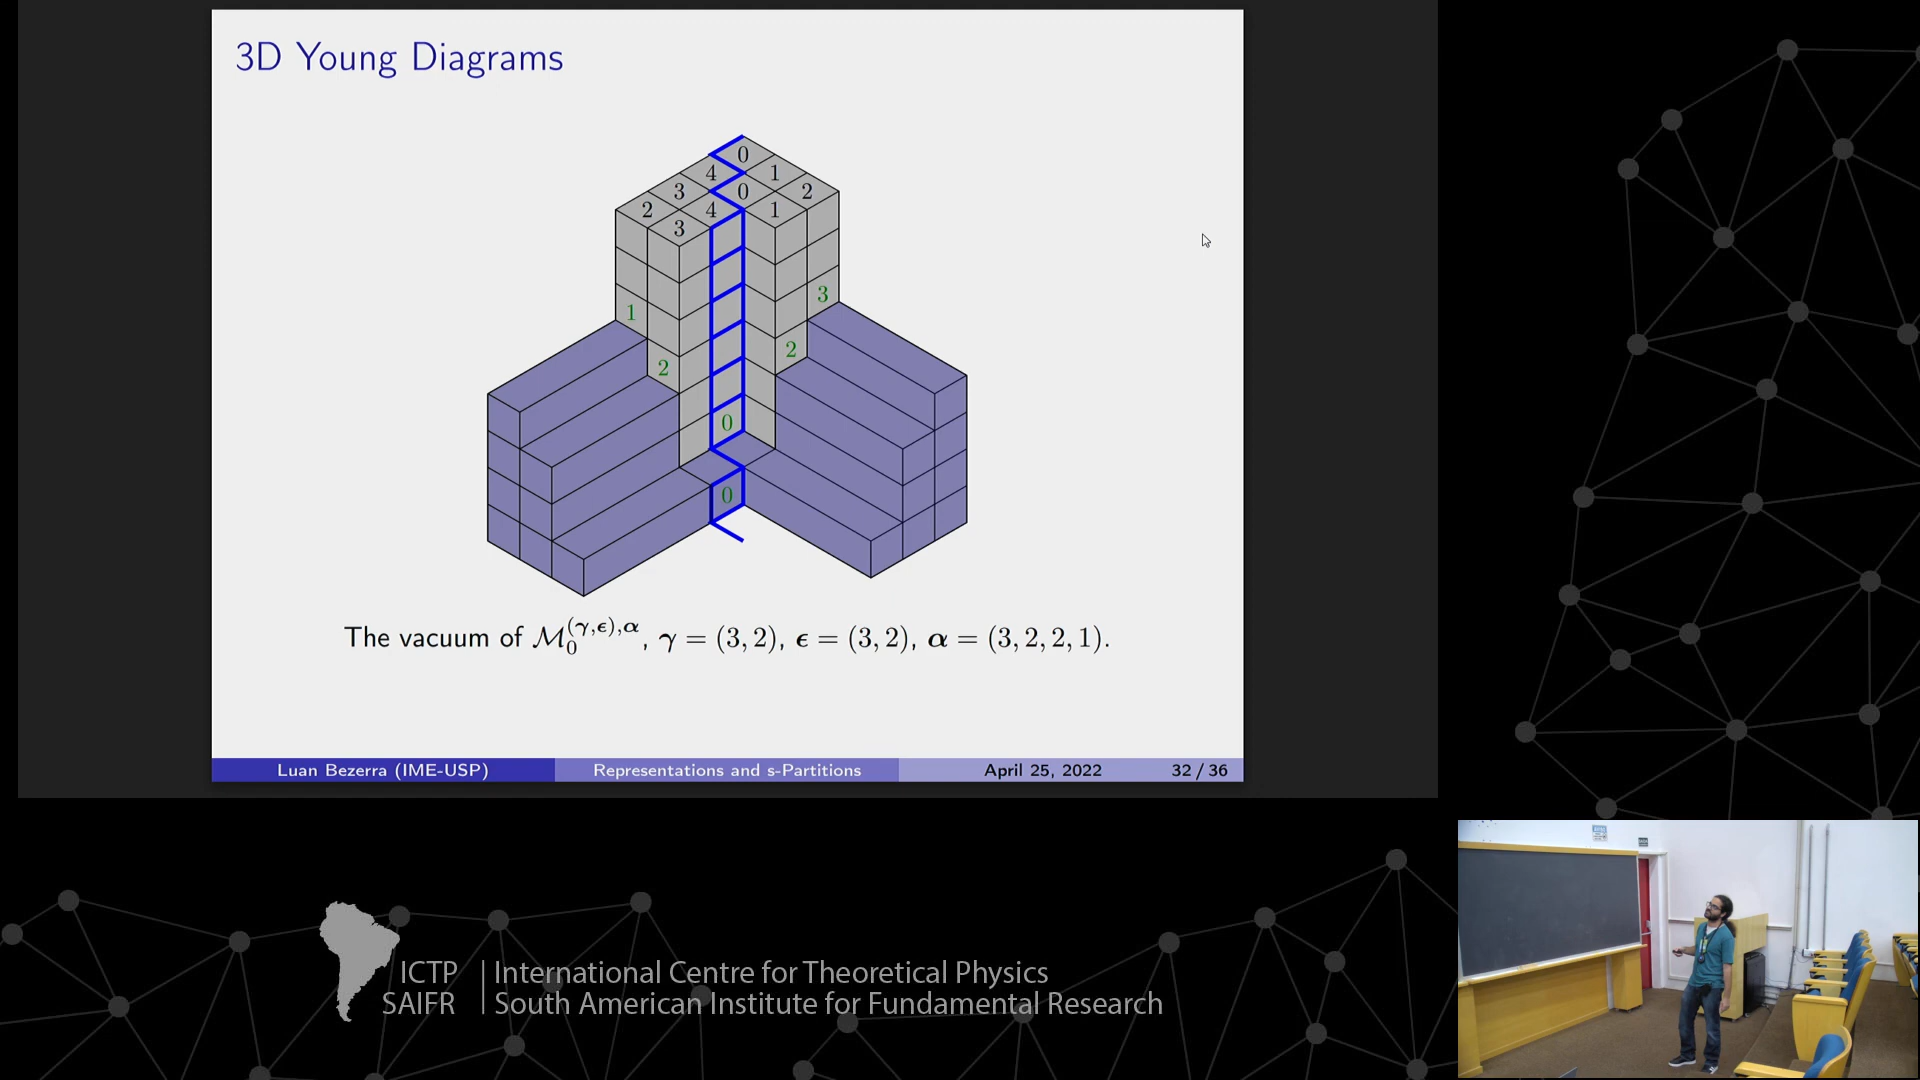 3D Young Diagrams
0
4 1
3 0 2
2 4 1
3
3
1
2
2
0
0
The vacuum of $\mathcal{M}_0^{(\boldsymbol{\gamma},\boldsymbol{\epsilon}),\boldsymbol{\alpha}}$, γ = (3, 2), ϵ = (3, 2), α = (3, 2, 2, 1).
Luan Bezerra (IME-USP) Representations and s-Partitions April 25, 2022 32 / 36
ICTP | International Centre for Theoretical Physics
SAIFR | South American Institute for Fundamental Research